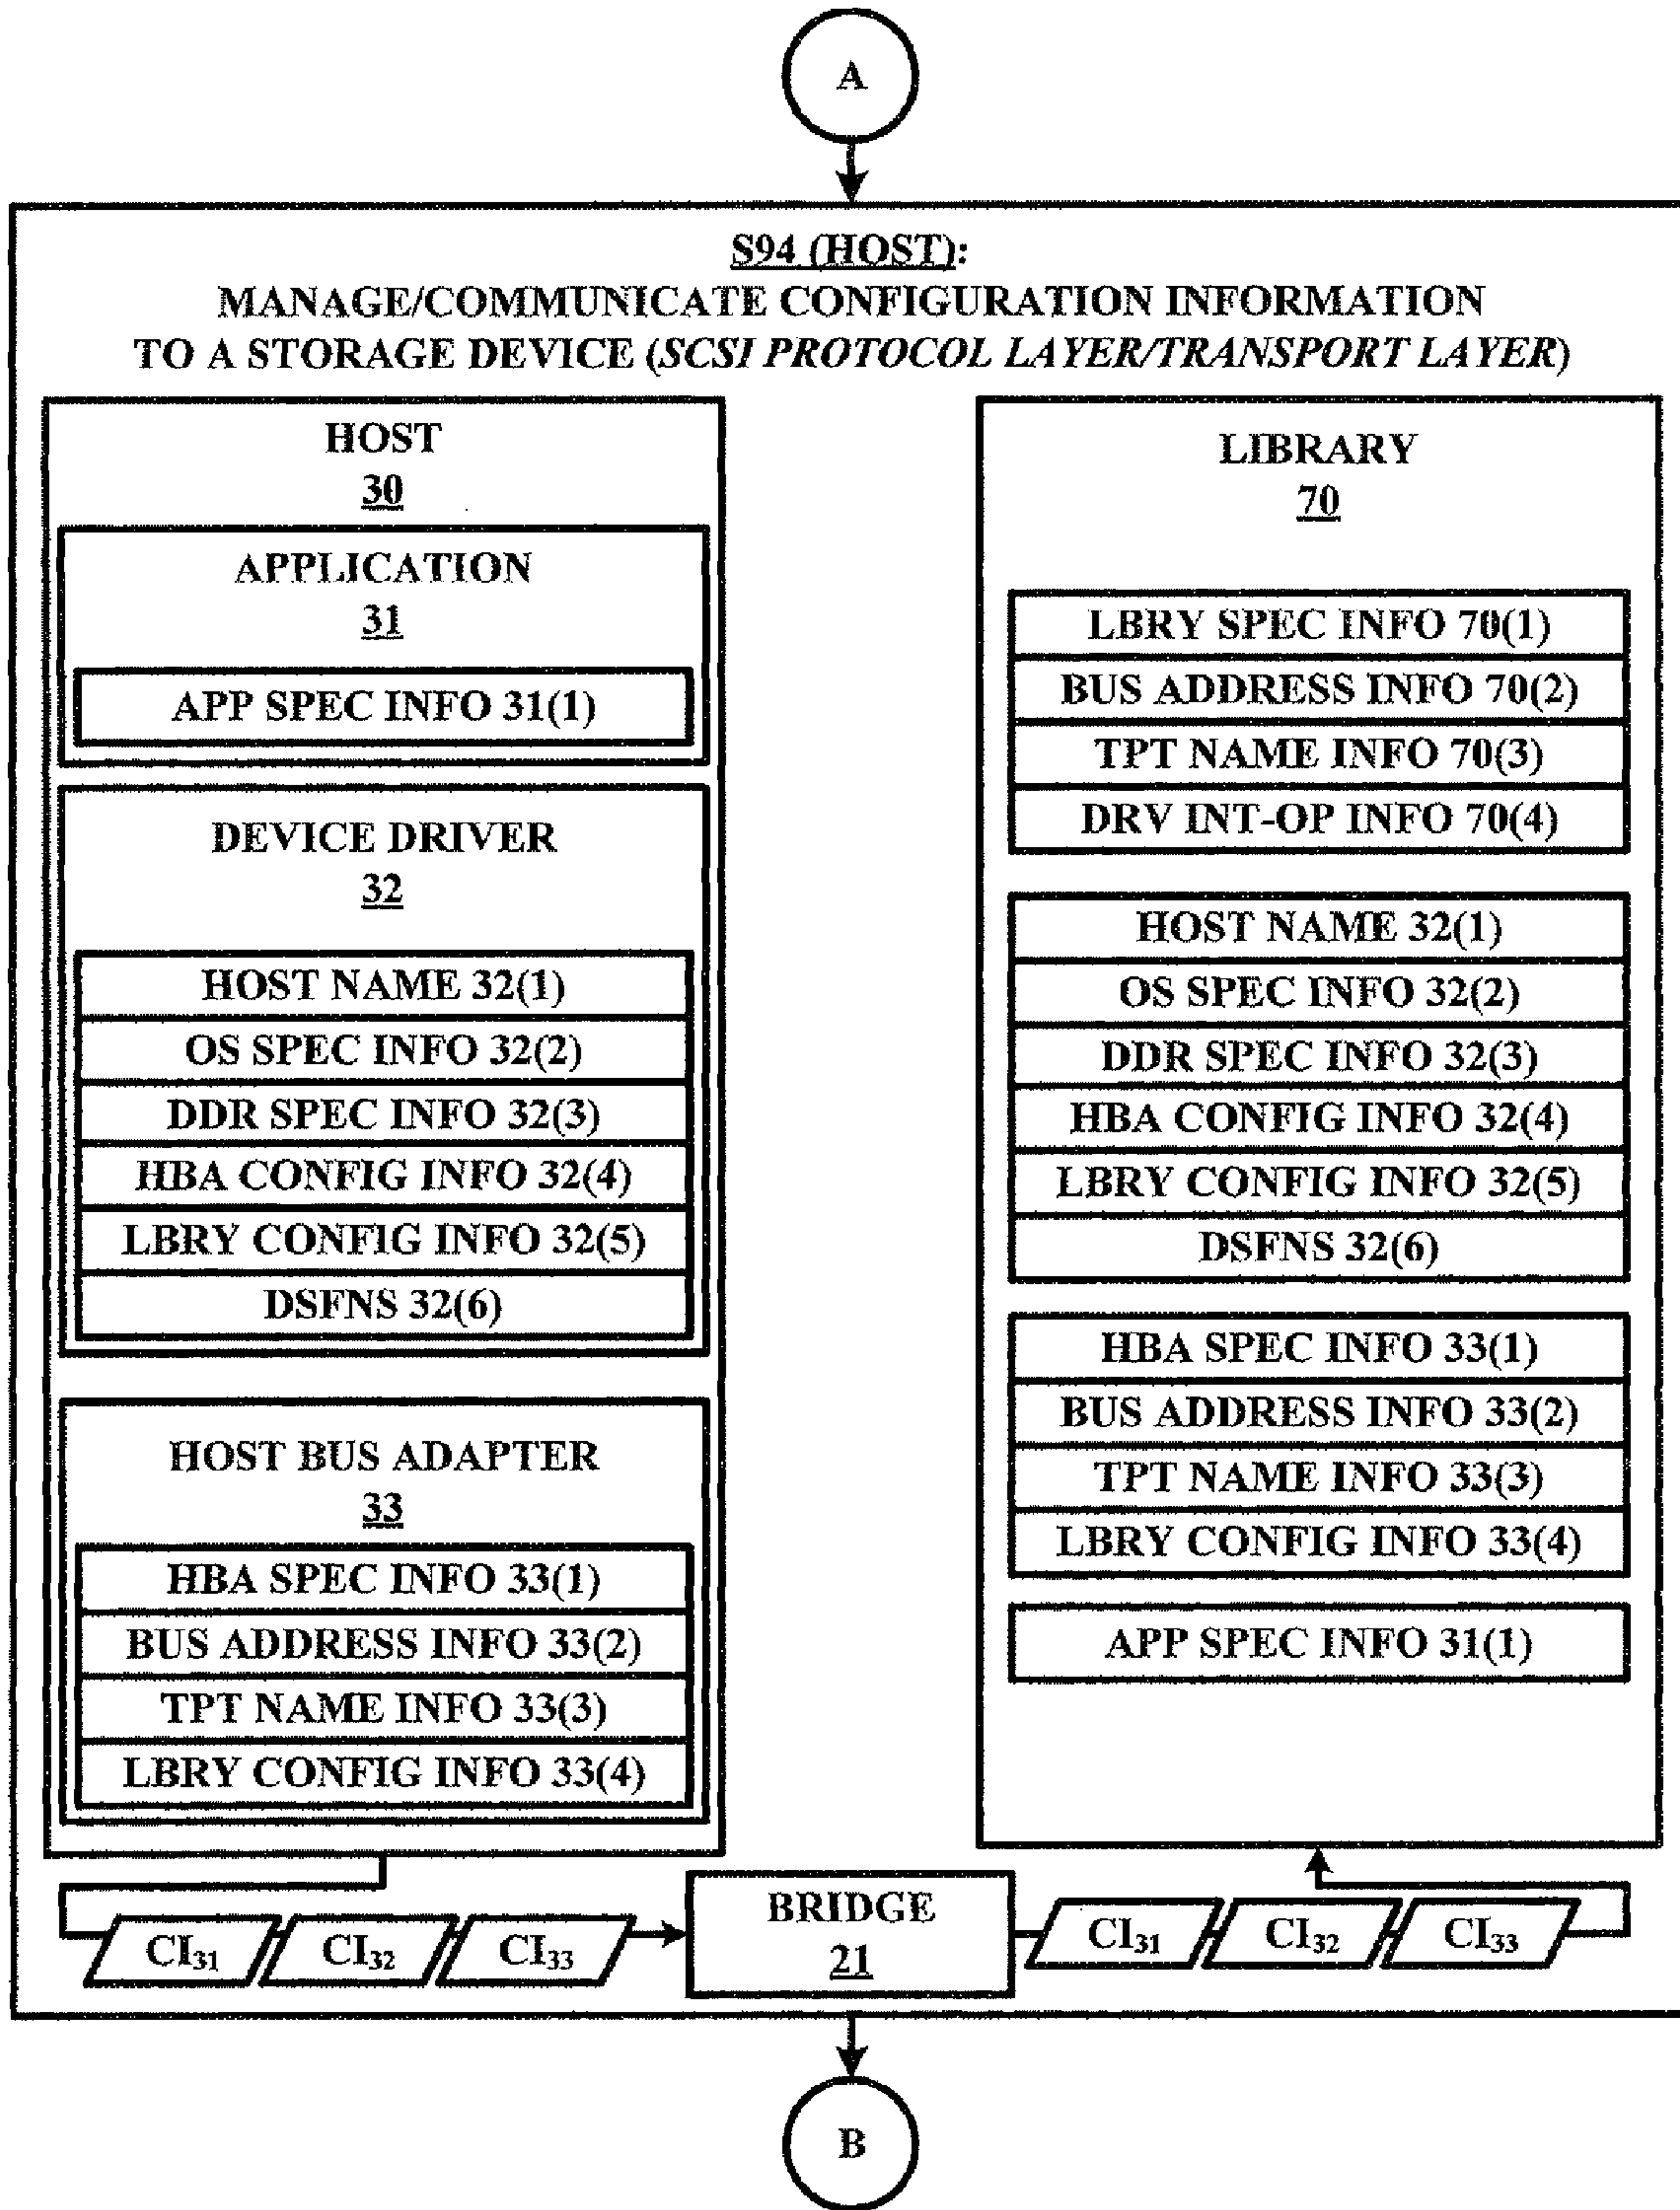 A
S94 (HOST):
MANAGE/COMMUNICATE CONFIGURATION INFORMATION
TO A STORAGE DEVICE (SCSI PROTOCOL LAYER/TRANSPORT LAYER)
HOST
30
APPLICATION
31
APP SPEC INFO 31(1)
DEVICE DRIVER
32
HOST NAME 32(1)
OS SPEC INFO 32(2)
DDR SPEC INFO 32(3)
HBA CONFIG INFO 32(4)
LBRY CONFIG INFO 32(5)
DSFNS 32(6)
HOST BUS ADAPTER
33
HBA SPEC INFO 33(1)
BUS ADDRESS INFO 33(2)
TPT NAME INFO 33(3)
LBRY CONFIG INFO 33(4)
LIBRARY
70
LBRY SPEC INFO 70(1)
BUS ADDRESS INFO 70(2)
TPT NAME INFO 70(3)
DRV INT-OP INFO 70(4)
HOST NAME 32(1)
OS SPEC INFO 32(2)
DDR SPEC INFO 32(3)
HBA CONFIG INFO 32(4)
LBRY CONFIG INFO 32(5)
DSFNS 32(6)
HBA SPEC INFO 33(1)
BUS ADDRESS INFO 33(2)
TPT NAME INFO 33(3)
LBRY CONFIG INFO 33(4)
APP SPEC INFO 31(1)
CI31 CI32 CI33
BRIDGE
21
CI31 CI32 CI33
B